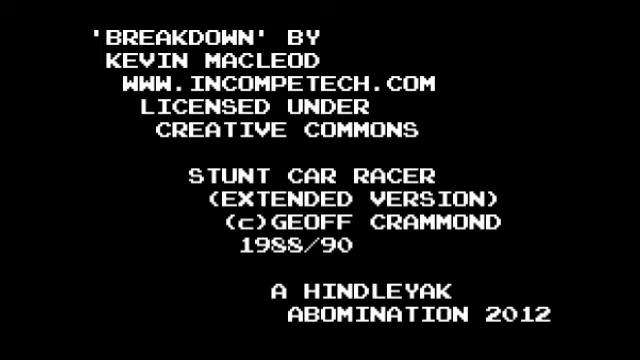 'BREAKDOWN' BY
KEVIN MACLEOD
WWW.INCOMPETECH.COM
LICENSED UNDER
CREATIVE COMMONS
STUNT CAR RACER
(EXTENDED VERSION)
(c)GEOFF CRAMMOND
1988/90
A HINDLEYAK
ABOMINATION 2012